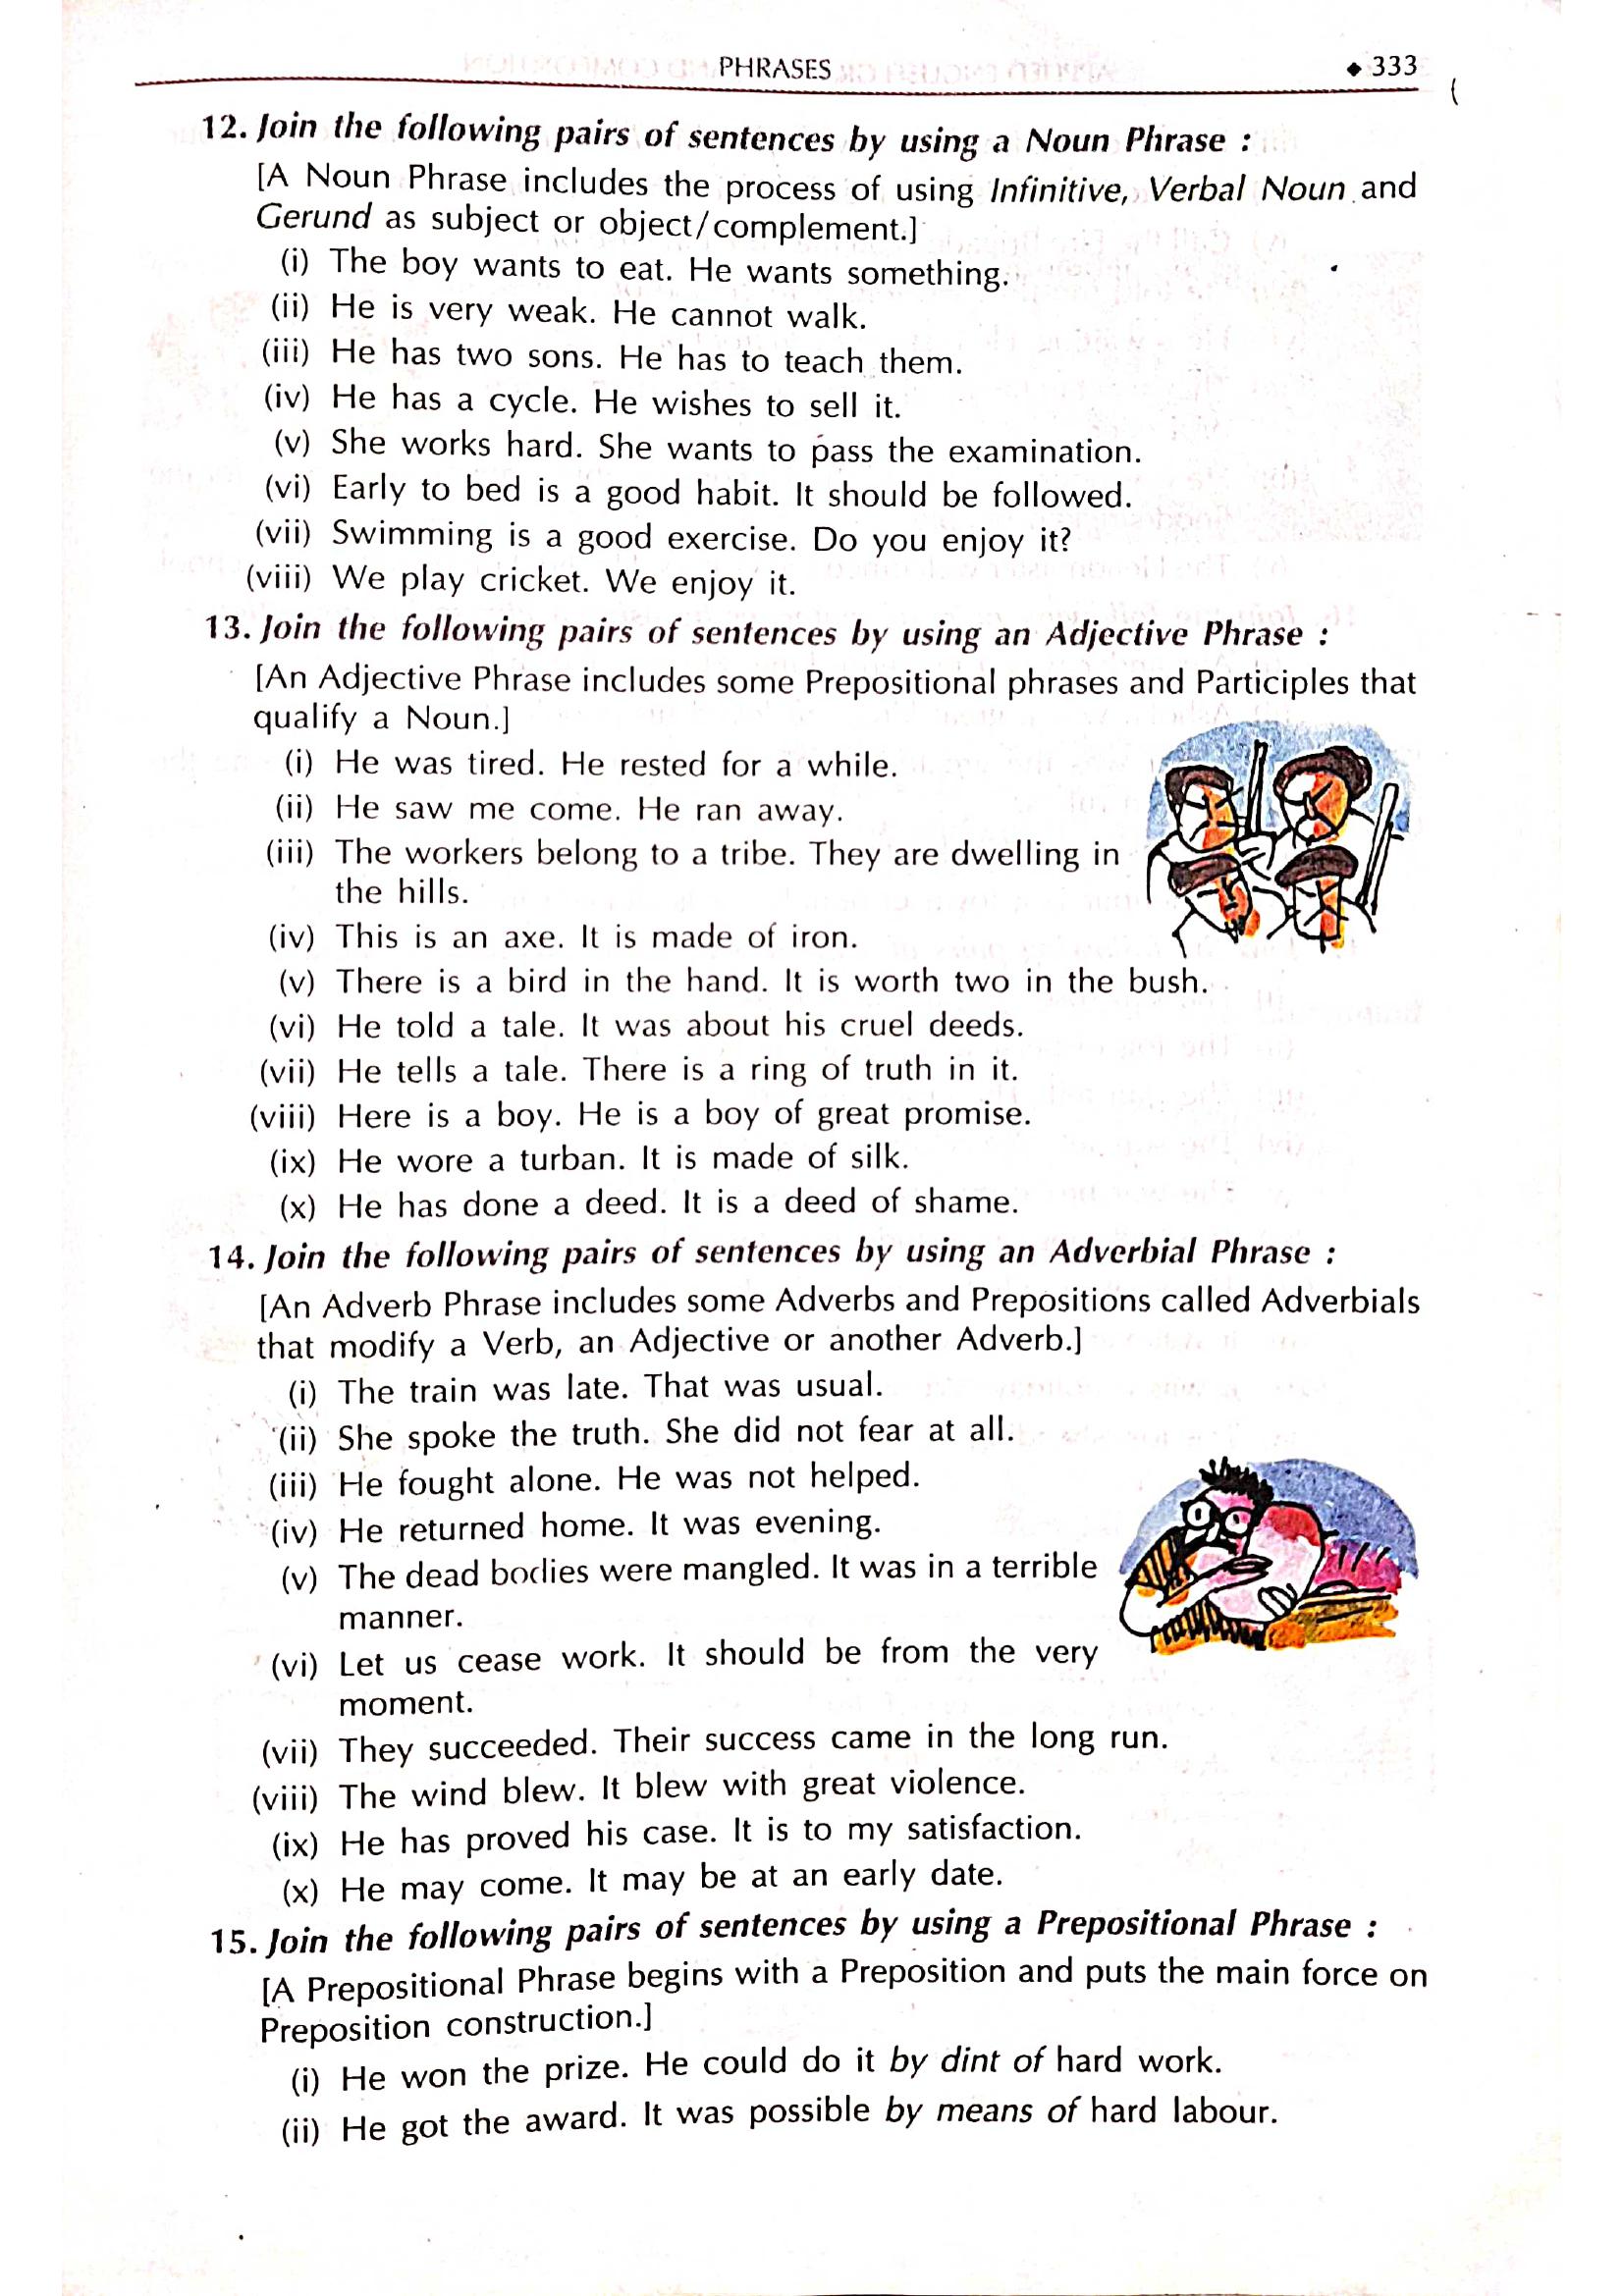 PHRASES ◆ 333
12. Join the following pairs of sentences by using a Noun Phrase :
[A Noun Phrase includes the process of using Infinitive, Verbal Noun and
Gerund as subject or object/complement.]
(i) The boy wants to eat. He wants something.
(ii) He is very weak. He cannot walk.
(iii) He has two sons. He has to teach them.
(iv) He has a cycle. He wishes to sell it.
(v) She works hard. She wants to pass the examination.
(vi) Early to bed is a good habit. It should be followed.
(vii) Swimming is a good exercise. Do you enjoy it?
(viii) We play cricket. We enjoy it.
13. Join the following pairs of sentences by using an Adjective Phrase :
[An Adjective Phrase includes some Prepositional phrases and Participles that
qualify a Noun.]
(i) He was tired. He rested for a while.
(ii) He saw me come. He ran away.
(iii) The workers belong to a tribe. They are dwelling in
the hills.
(iv) This is an axe. It is made of iron.
(v) There is a bird in the hand. It is worth two in the bush.
(vi) He told a tale. It was about his cruel deeds.
(vii) He tells a tale. There is a ring of truth in it.
(viii) Here is a boy. He is a boy of great promise.
(ix) He wore a turban. It is made of silk.
(x) He has done a deed. It is a deed of shame.
14. Join the following pairs of sentences by using an Adverbial Phrase :
[An Adverb Phrase includes some Adverbs and Prepositions called Adverbials
that modify a Verb, an Adjective or another Adverb.]
(i) The train was late. That was usual.
(ii) She spoke the truth. She did not fear at all.
(iii) He fought alone. He was not helped.
(iv) He returned home. It was evening.
(v) The dead bodies were mangled. It was in a terrible
manner.
(vi) Let us cease work. It should be from the very
moment.
(vii) They succeeded. Their success came in the long run.
(viii) The wind blew. It blew with great violence.
(ix) He has proved his case. It is to my satisfaction.
(x) He may come. It may be at an early date.
15. Join the following pairs of sentences by using a Prepositional Phrase :
[A Prepositional Phrase begins with a Preposition and puts the main force on
Preposition construction.]
(i) He won the prize. He could do it by dint of hard work.
(ii) He got the award. It was possible by means of hard labour.